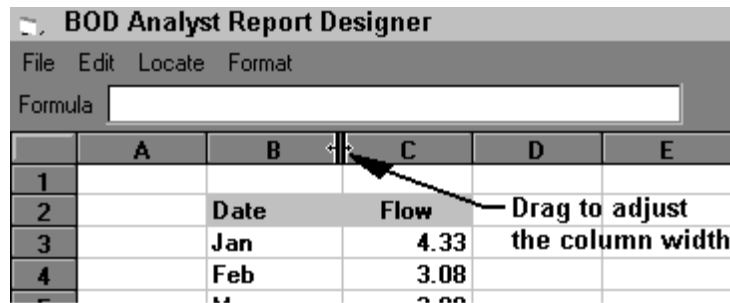 BOD Analyst Report Designer
File Edit Locate Format
Formula
A B C D E
1
2 Date Flow
Drag to adjust
3 Jan 4.33
the column width
4 Feb 3.08